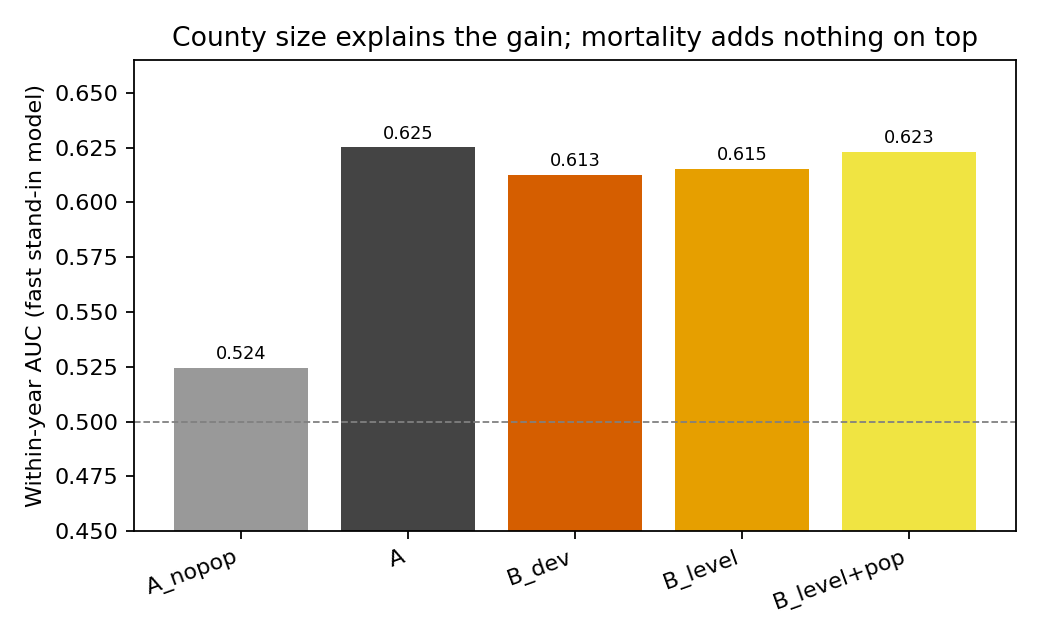 County size explains the gain; mortality adds nothing on top
Within-year AUC (fast stand-in model)
0.650
0.625
0.600
0.575
0.550
0.525
0.500
0.475
0.450
0.524
0.625
0.613
0.615
0.623
A_nopop
A
B_dev
B_level
B_level+pop